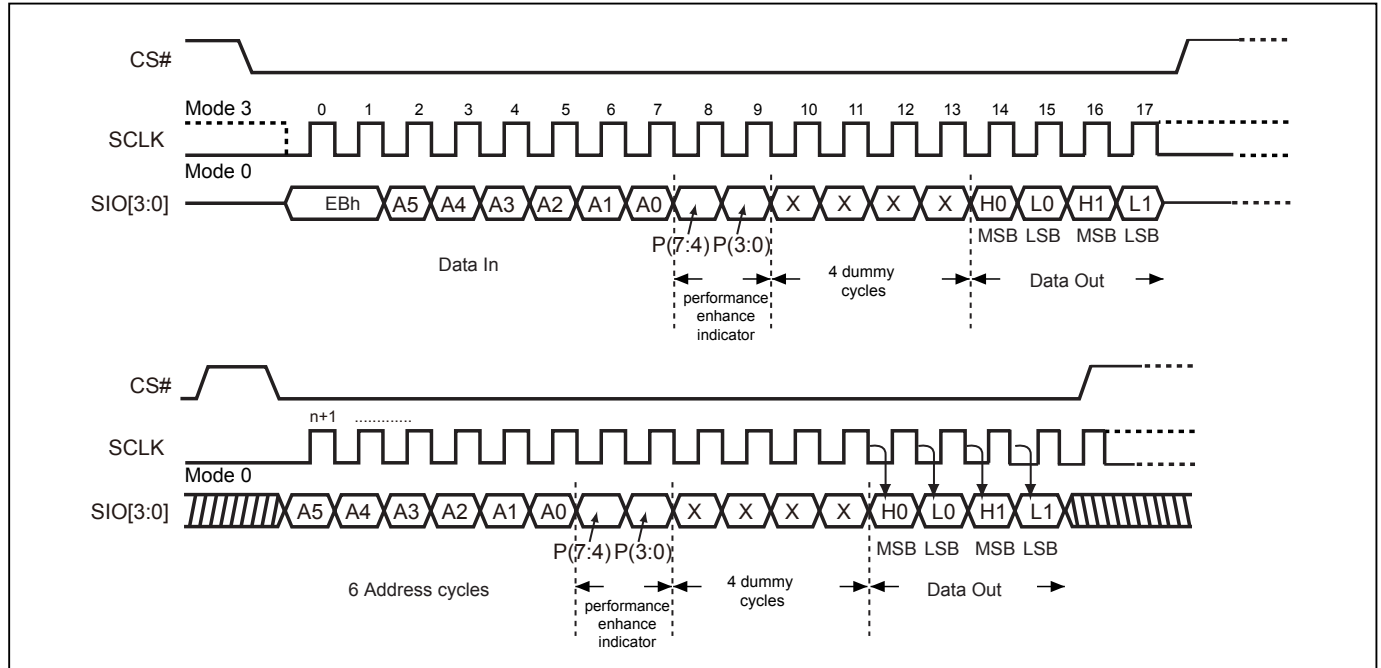 CS#
Mode 3
0 1 2 3 4 5 6 7 8 9 10 11 12 13 14 15 16 17
SCLK
Mode 0
SIO[3:0] EBh A5 A4 A3 A2 A1 A0 X X X X H0 L0 H1 L1
MSB LSB MSB LSB
P(7:4) P(3:0)
Data In
4 dummy
cycles
Data Out
performance
enhance
indicator
CS#
n+1 .............
SCLK
Mode 0
SIO[3:0] A5 A4 A3 A2 A1 A0 X X X X H0 L0 H1 L1
P(7:4) P(3:0) MSB LSB MSB LSB
6 Address cycles
4 dummy
cycles
Data Out
performance
enhance
indicator